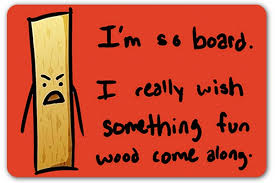 I'm so board.
I really wish
something fun
wood come along.